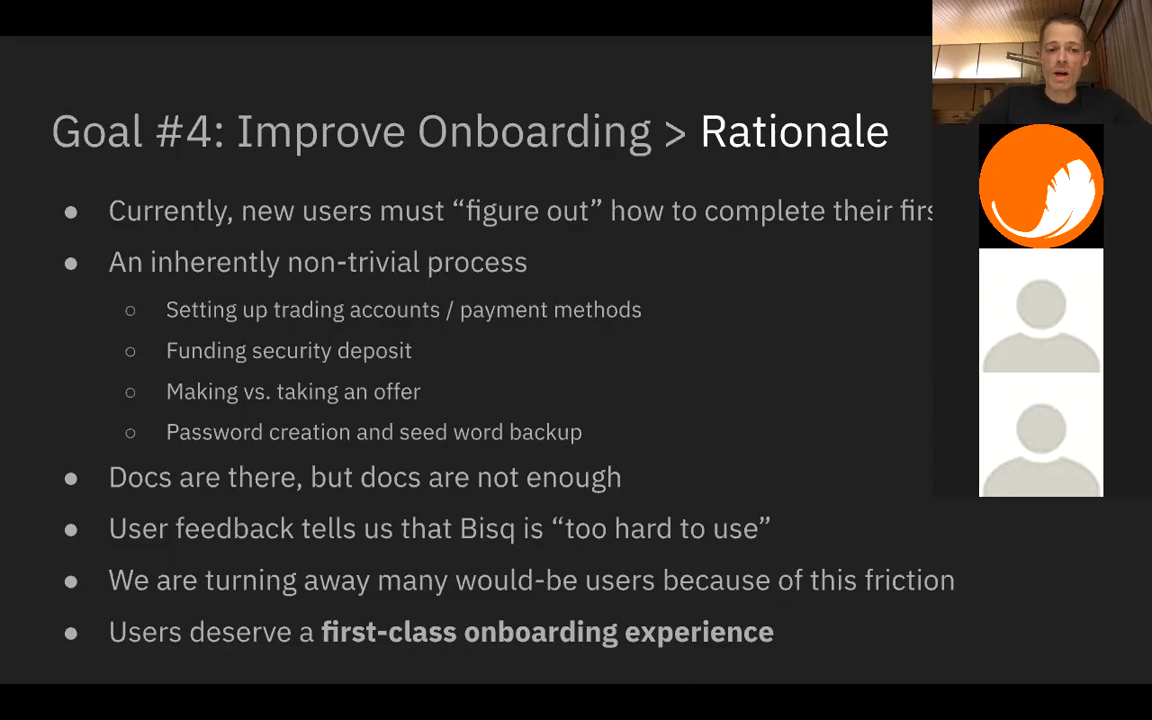 Goal #4: Improve Onboarding > Rationale
● Currently, new users must “figure out” how to complete their
● An inherently non-trivial process
○ Setting up trading accounts / payment methods
○ Funding security deposit
○ Making vs. taking an offer
○ Password creation and seed word backup
● Docs are there, but docs are not enough
● User feedback tells us that Bisq is “too hard to use”
● We are turning away many would-be users because of this friction
● Users deserve a first-class onboarding experience